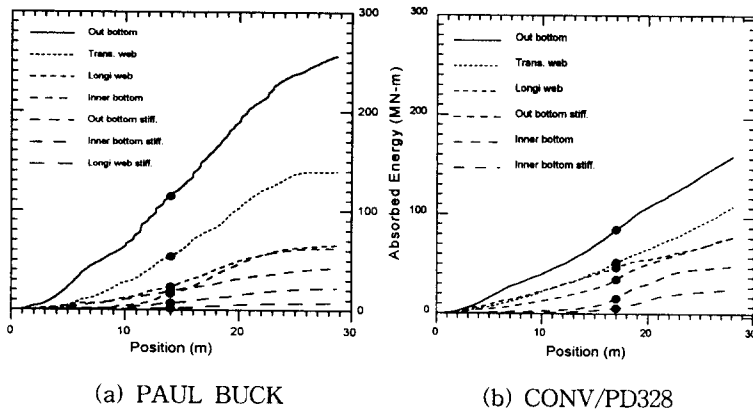 300
200
100
0
Out bottom
Trans. web
Longi web
Inner bottom
Out bottom stiff.
Inner bottom stiff.
Longi web stiff.
0 10 20 30
Position (m)
(a) PAUL BUCK
Absorbed Energy (MN-m)
300
200
100
0
Out bottom
Trans. web
Longi web
Out bottom stiff.
Inner bottom
Inner bottom stiff.
0 10 20 30
Position (m)
(b) CONV/PD328